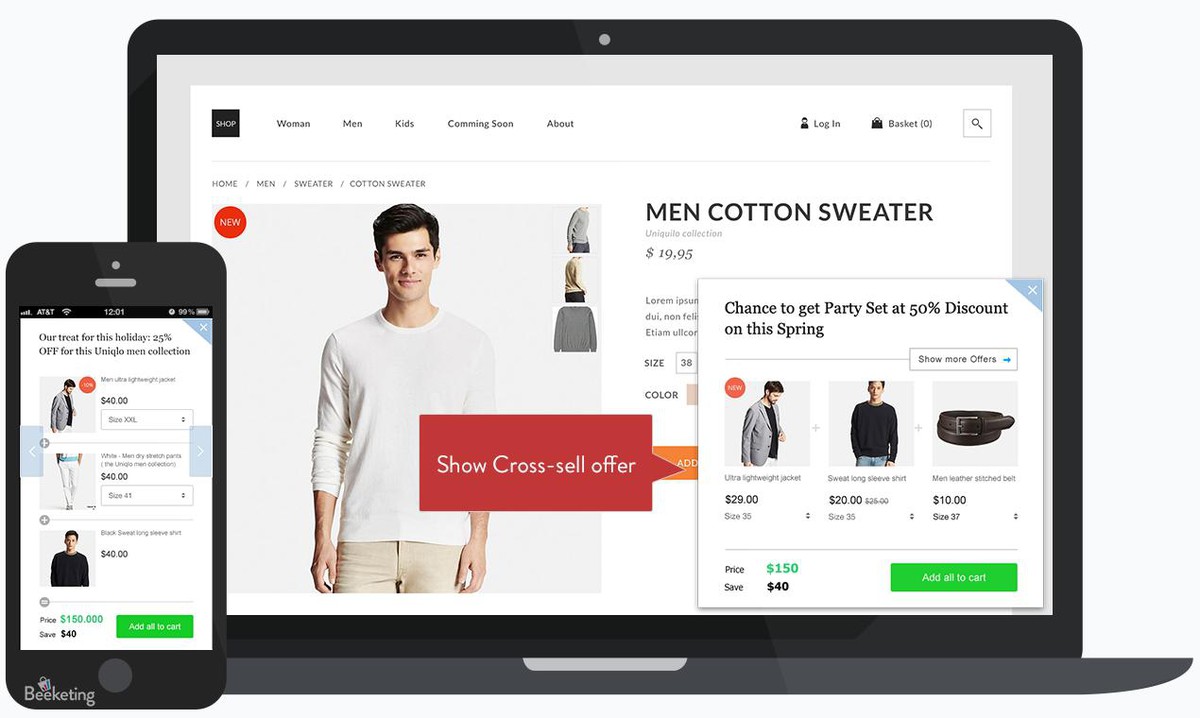 SHOP
Woman
Men
Kids
Comming Soon
About
Log In
Basket (0)
HOME / MEN / SWEATER / COTTON SWEATER
NEW
MEN COTTON SWEATER
Uniquilo collection
$ 19,95
Lorem ipsun
dui, non feli
Etiam ullcor
SIZE 38
COLOR
ADD
Show Cross-sell offer
Chance to get Party Set at 50% Discount
on this Spring
Show more Offers
NEW
Ultra lightweight jacket
$29.00
Size 35
Sweat long sleeve shirt
$20.00 $25.00
Size 35
Men leather stitched belt
$10.00
Size 37
Price $150
Save $40
Add all to cart
AT&T 12:01 99%
Our treat for this holiday: 25%
OFF for this Uniqlo men collection
-10%
Men ultra lightweight jacket
$40.00
Size XXL
White - Men dry stretch pants
( the Uniqlo men collection)
$40.00
Size 41
Black Sweat long sleeve shirt
$40.00
Price $150.000
Save $40
Add all to cart
Beeketing